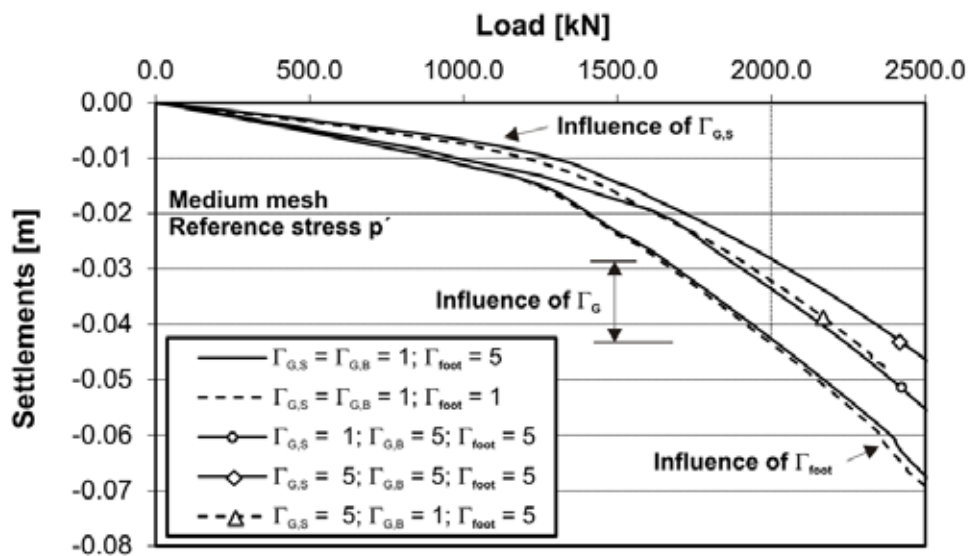 Load [kN]
0.0 500.0 1000.0 1500.0 2000.0 2500.0
0.00
-0.01
-0.02
-0.03
-0.04
-0.05
-0.06
-0.07
-0.08
Settlements [m]
Influence of ΓG,S
Medium mesh
Reference stress p´
Influence of ΓG
Influence of Γfoot
ΓG,S = ΓG,B = 1; Γfoot = 5
ΓG,S = ΓG,B = 1; Γfoot = 1
ΓG,S = 1; ΓG,B = 5; Γfoot = 5
ΓG,S = 5; ΓG,B = 5; Γfoot = 5
ΓG,S = 5; ΓG,B = 1; Γfoot = 5